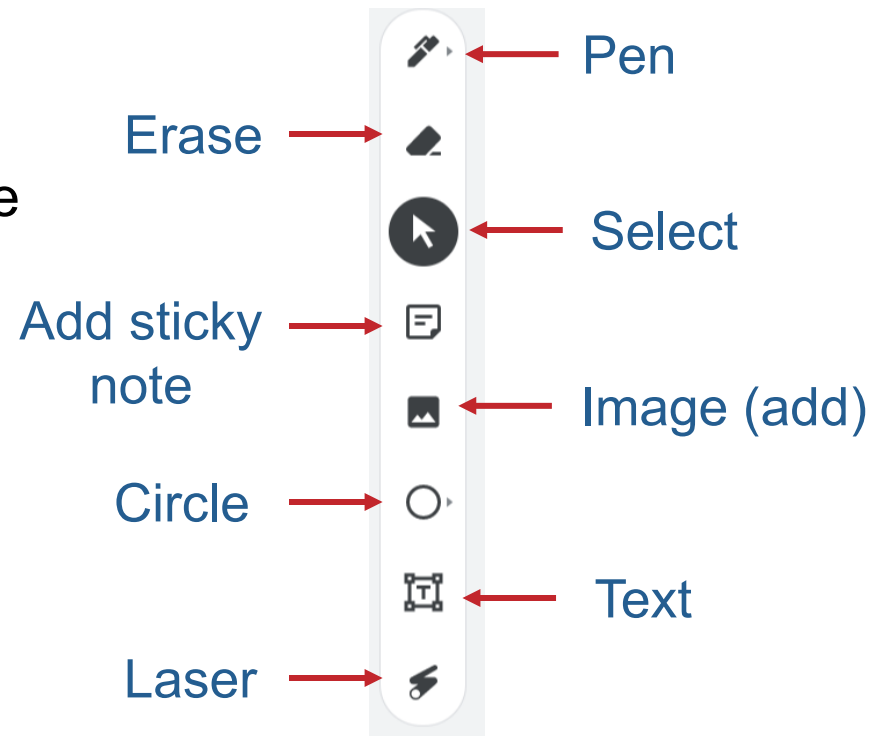 Pen
Erase
e
Select
Add sticky
note
Image (add)
Circle
T
Text
Laser